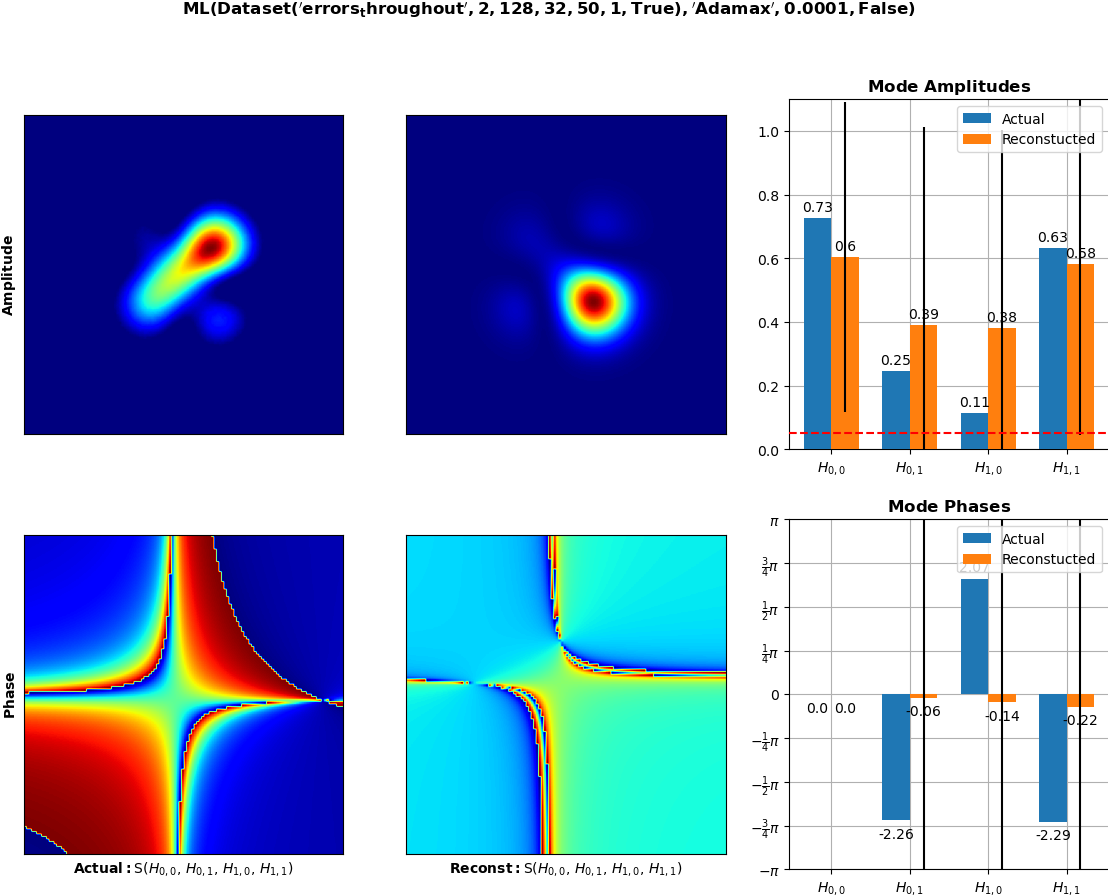 ML(Dataset('errors_throughout', 2, 128, 32, 50, 1, True), 'Adamax', 0.0001, False)
Amplitude
Mode Amplitudes
Actual
Reconstucted
1.0
0.8
0.6
0.4
0.2
0.0
0.73
0.6
0.25
0.39
0.11
0.38
0.63
0.58
H0,0
H0,1
H1,0
H1,1
Phase
Actual: S(H0,0, H0,1, H1,0, H1,1)
Reconst: S(H0,0, H0,1, H1,0, H1,1)
Mode Phases
Actual
Reconstucted
π
3/4π
1/2π
1/4π
0
−1/4π
−1/2π
−3/4π
−π
0.0
0.0
-2.26
-0.06
2.07
-0.14
-2.29
-0.22
H0,0
H0,1
H1,0
H1,1